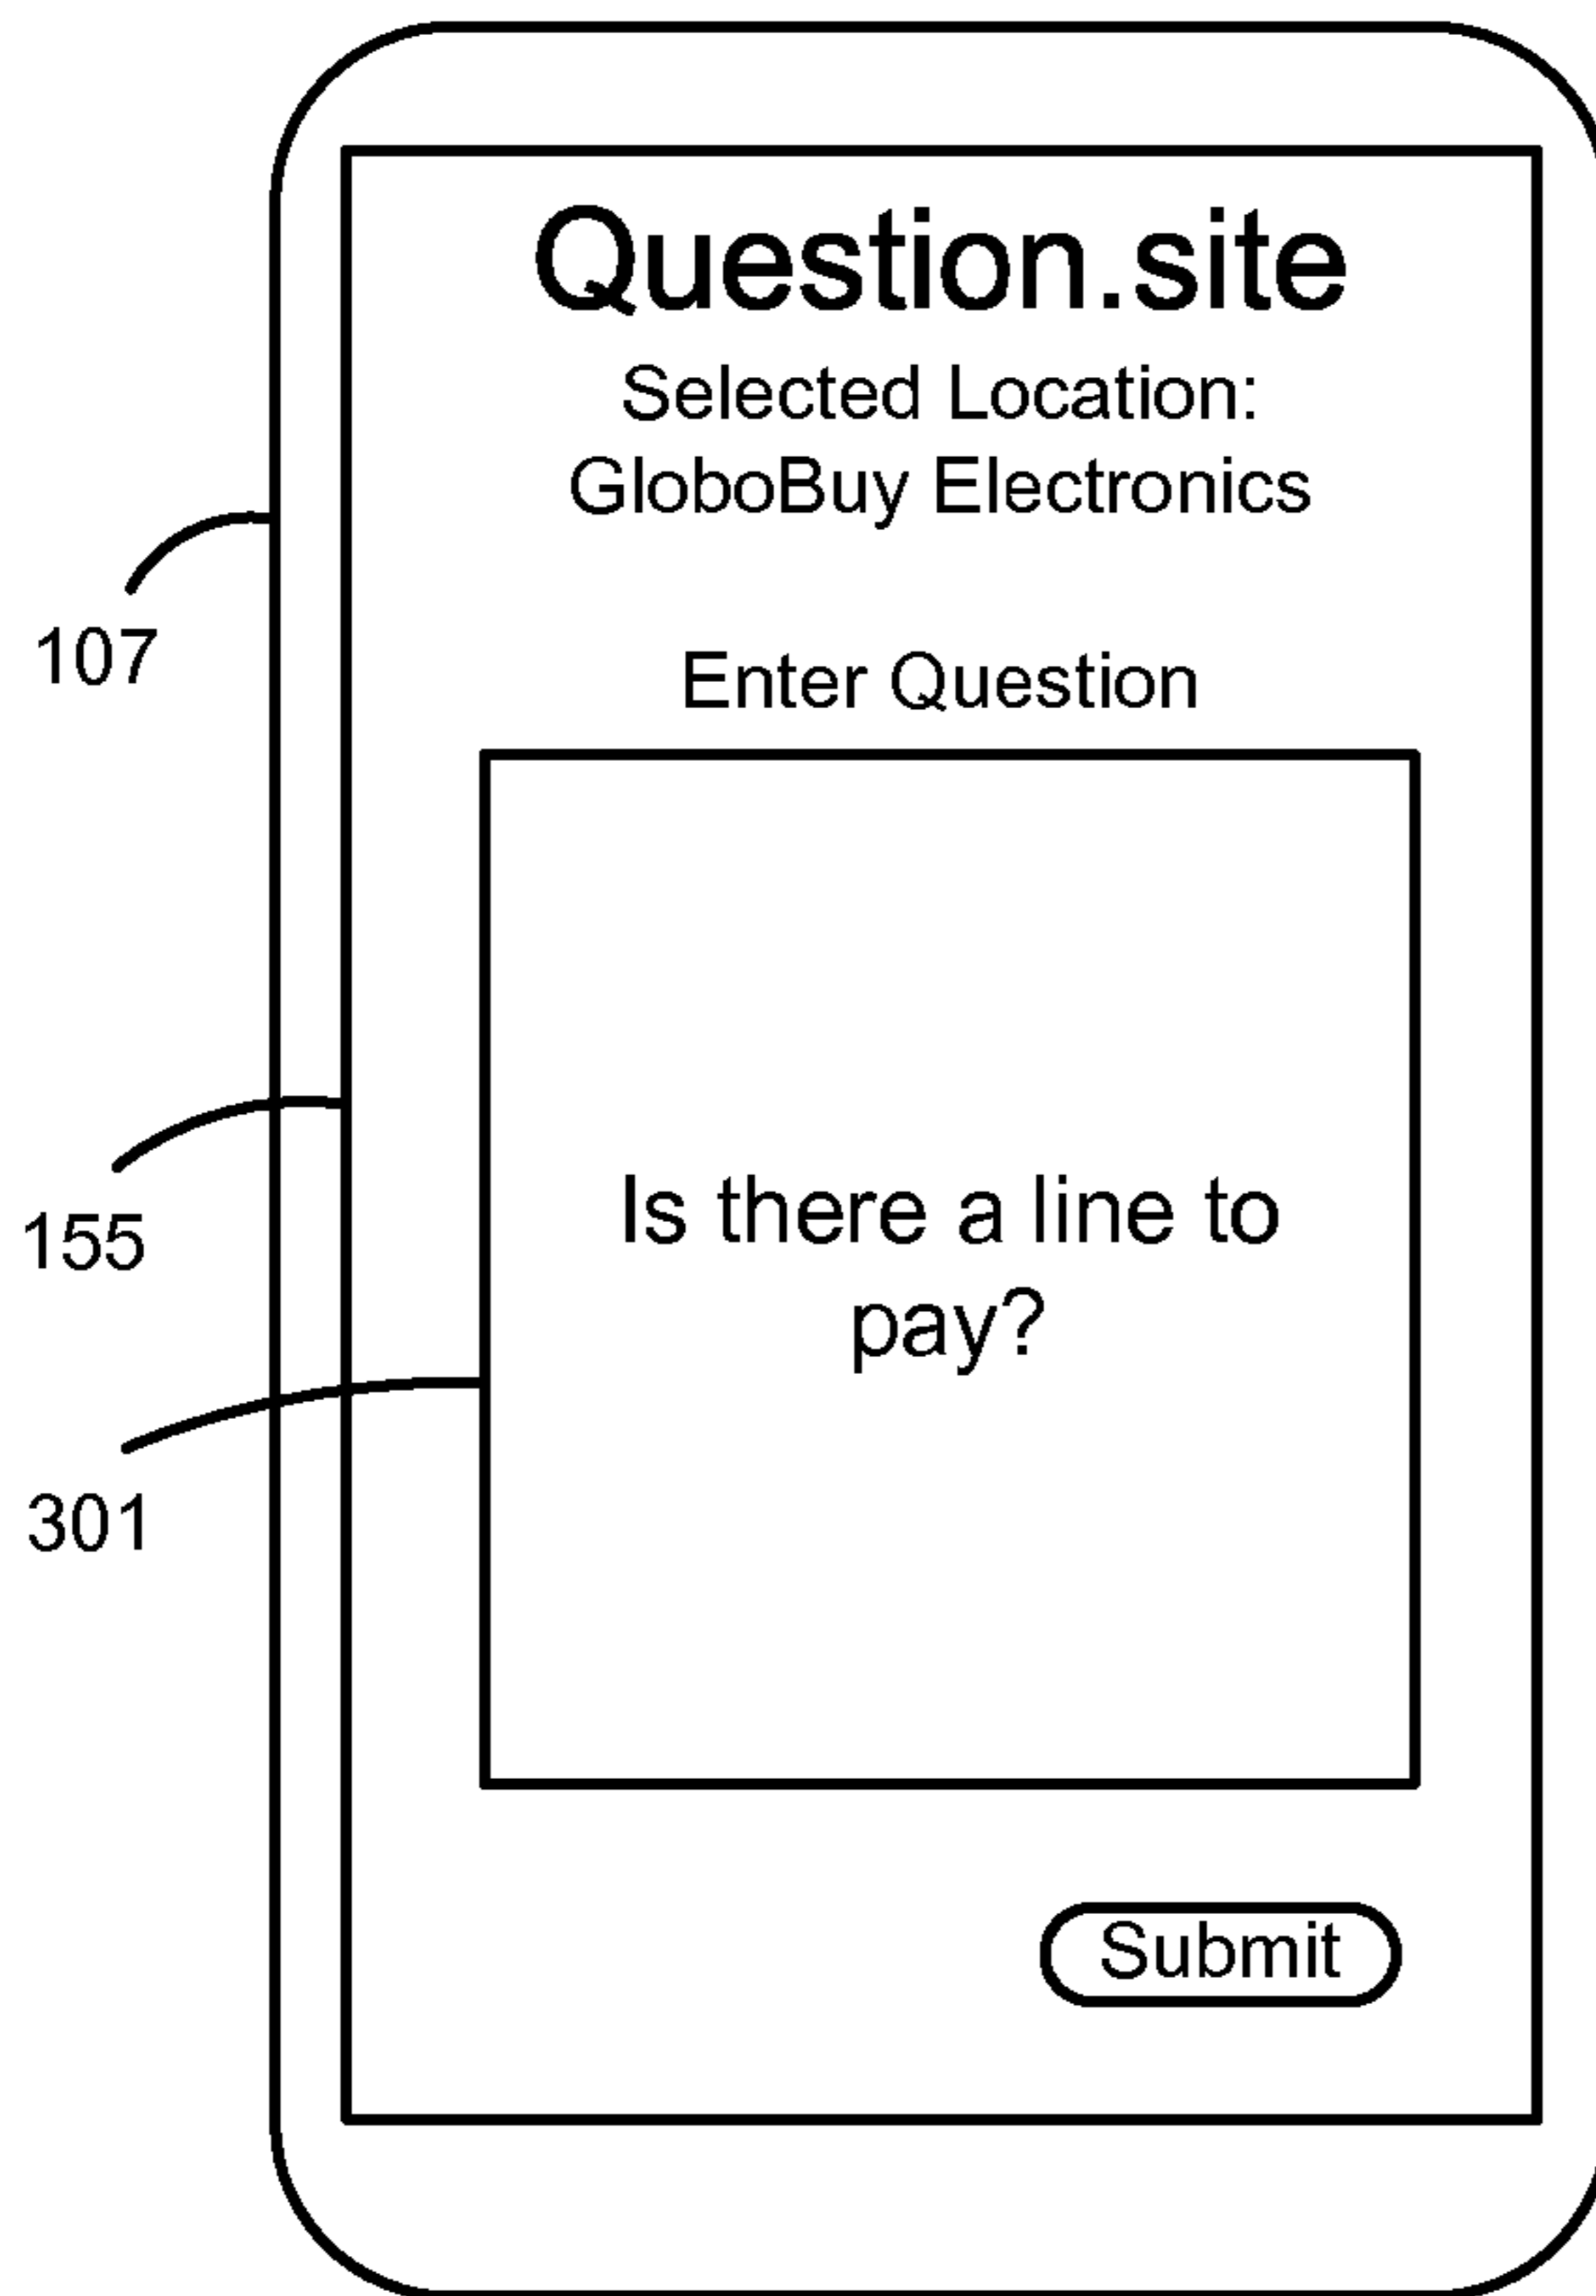 Question.site
Selected Location:
GloboBuy Electronics
107
Enter Question
155
Is there a line to
pay?
301
Submit